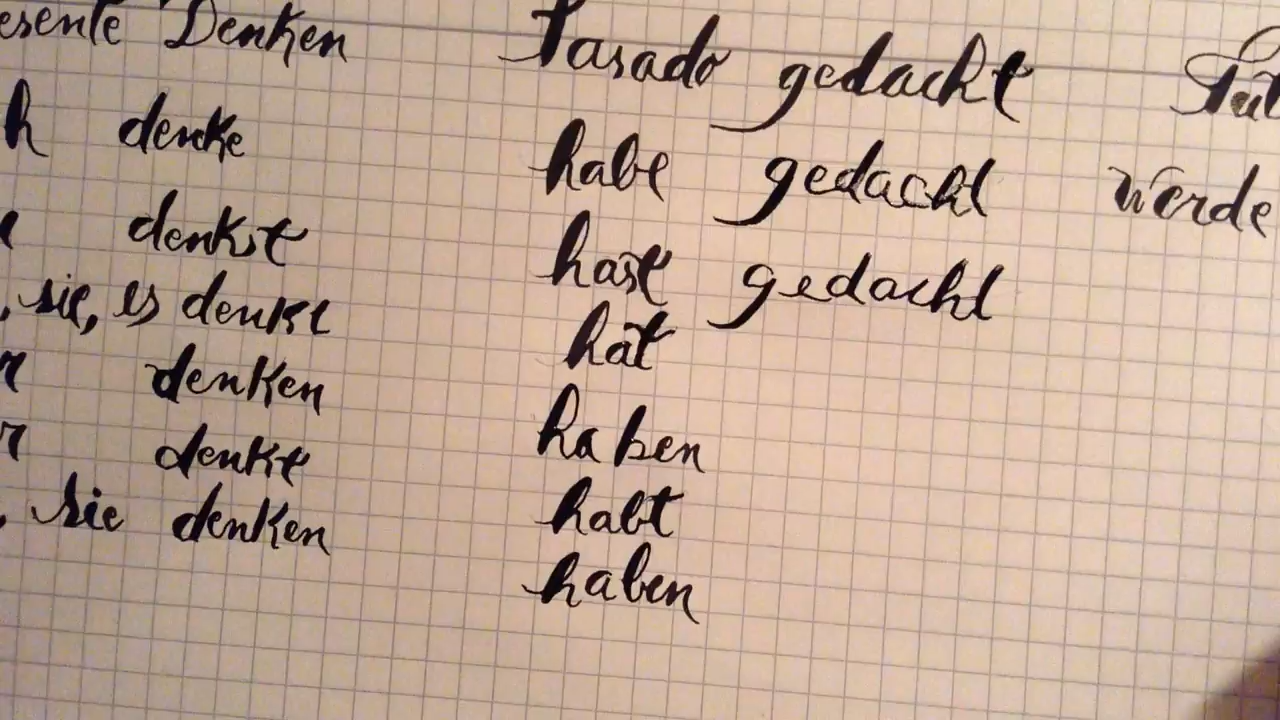 esente Denken Pasado gedacht Fut
h denke habe gedacht werde
denkst hast gedacht
, sie, es denkt hat
r denken haben
r denkt habt
, sie denken haben